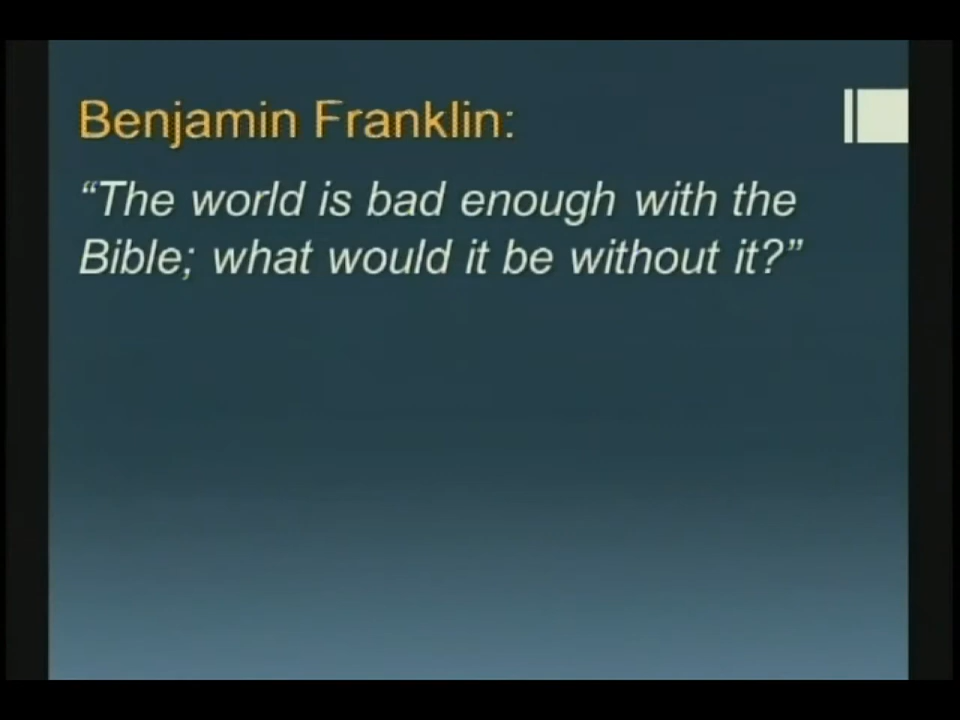 Benjamin Franklin:
“The world is bad enough with the
Bible; what would it be without it?”